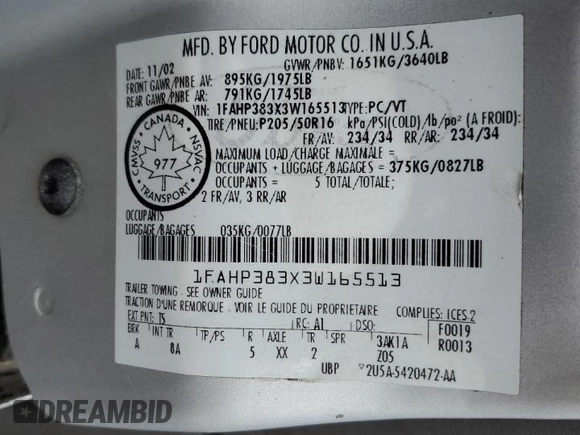 MFD. BY FORD MOTOR CO. IN U.S.A.
DATE: 11/02 GVWR/PNBV: 1651KG/3640LB
FRONT GAWR/PNBE AV: 895KG/1975LB
REAR GAWR/PNBE AR: 791KG/1745LB
VIN: 1FAHP383X3W165513 TYPE: PC/VT
TIRE/PNEU: P205/50R16 kPa/PSI(COLD)/lb/po² (A FROID):
FR/AV: 234/34 RR/AR: 234/34
CANADA
CMVSS NSVAC
977
TRANSPORT
MAXIMUM LOAD/CHARGE MAXIMALE =
OCCUPANTS + LUGGAGE/BAGAGES = 375KG/0827LB
OCCUPANTS = 5 TOTAL/TOTALE;
2 FR/AV, 3 RR/AR
OCCUPANTS
LUGGAGE/BAGAGES 035KG/0077LB
1FAHP383X3W165513
TRAILER TOWING - SEE OWNER GUIDE
TRACTION D'UNE REMORQUE - VOIR LE GUIDE DU PROPRIETAIRE COMPLIES: ICES-2
EXT PNT: TS RC: A1 DSO: F0019
BRK INT TR TP/PS R AXLE TR SPR 3AK1A R0013
A 8A 5 XX 2 Z05
UBP 2U5A-5420472-AA
DREAMBID